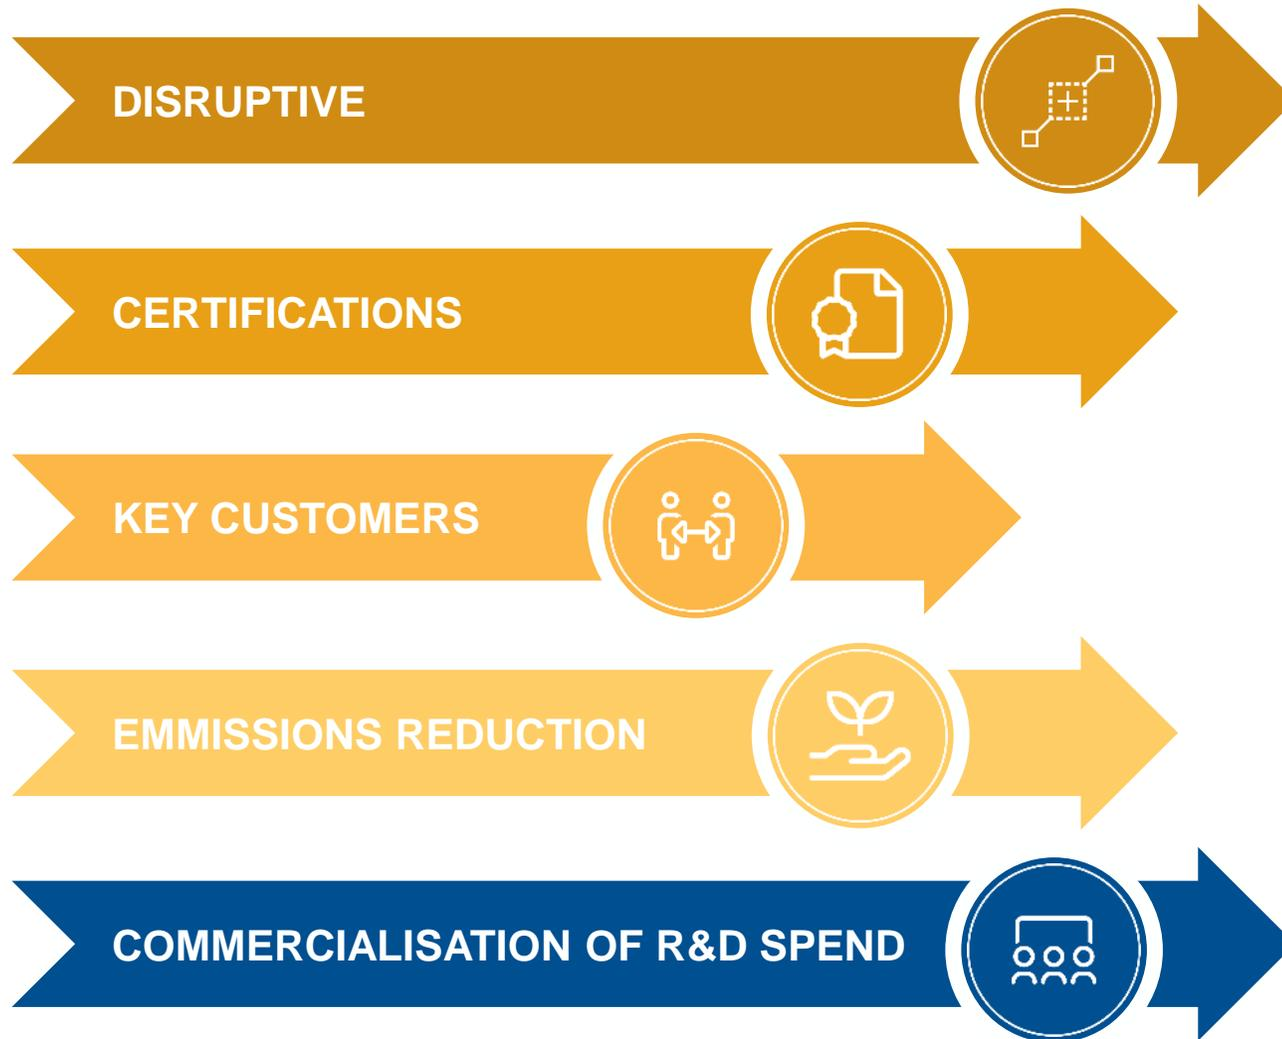 DISRUPTIVE
CERTIFICATIONS
KEY CUSTOMERS
EMMISSIONS REDUCTION
COMMERCIALISATION OF R&D SPEND